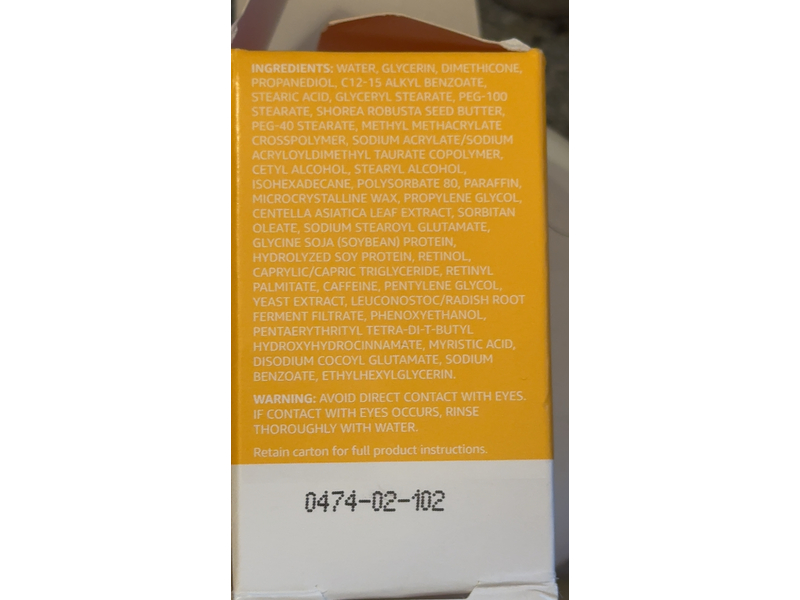 INGREDIENTS: WATER, GLYCERIN, DIMETHICONE,
PROPANEDIOL, C12-15 ALKYL BENZOATE,
STEARIC ACID, GLYCERYL STEARATE, PEG-100
STEARATE, SHOREA ROBUSTA SEED BUTTER,
PEG-40 STEARATE, METHYL METHACRYLATE
CROSSPOLYMER, SODIUM ACRYLATE/SODIUM
ACRYLOYLDIMETHYL TAURATE COPOLYMER,
CETYL ALCOHOL, STEARYL ALCOHOL,
ISOHEXADECANE, POLYSORBATE 80, PARAFFIN,
MICROCRYSTALLINE WAX, PROPYLENE GLYCOL,
CENTELLA ASIATICA LEAF EXTRACT, SORBITAN
OLEATE, SODIUM STEAROYL GLUTAMATE,
GLYCINE SOJA (SOYBEAN) PROTEIN,
HYDROLYZED SOY PROTEIN, RETINOL,
CAPRYLIC/CAPRIC TRIGLYCERIDE, RETINYL
PALMITATE, CAFFEINE, PENTYLENE GLYCOL,
YEAST EXTRACT, LEUCONOSTOC/RADISH ROOT
FERMENT FILTRATE, PHENOXYETHANOL,
PENTAERYTHRITYL TETRA-DI-T-BUTYL
HYDROXYHYDROCINNAMATE, MYRISTIC ACID,
DISODIUM COCOYL GLUTAMATE, SODIUM
BENZOATE, ETHYLHEXYLGLYCERIN.
WARNING: AVOID DIRECT CONTACT WITH EYES.
IF CONTACT WITH EYES OCCURS, RINSE
THOROUGHLY WITH WATER.
Retain carton for full product instructions.
0474-02-102